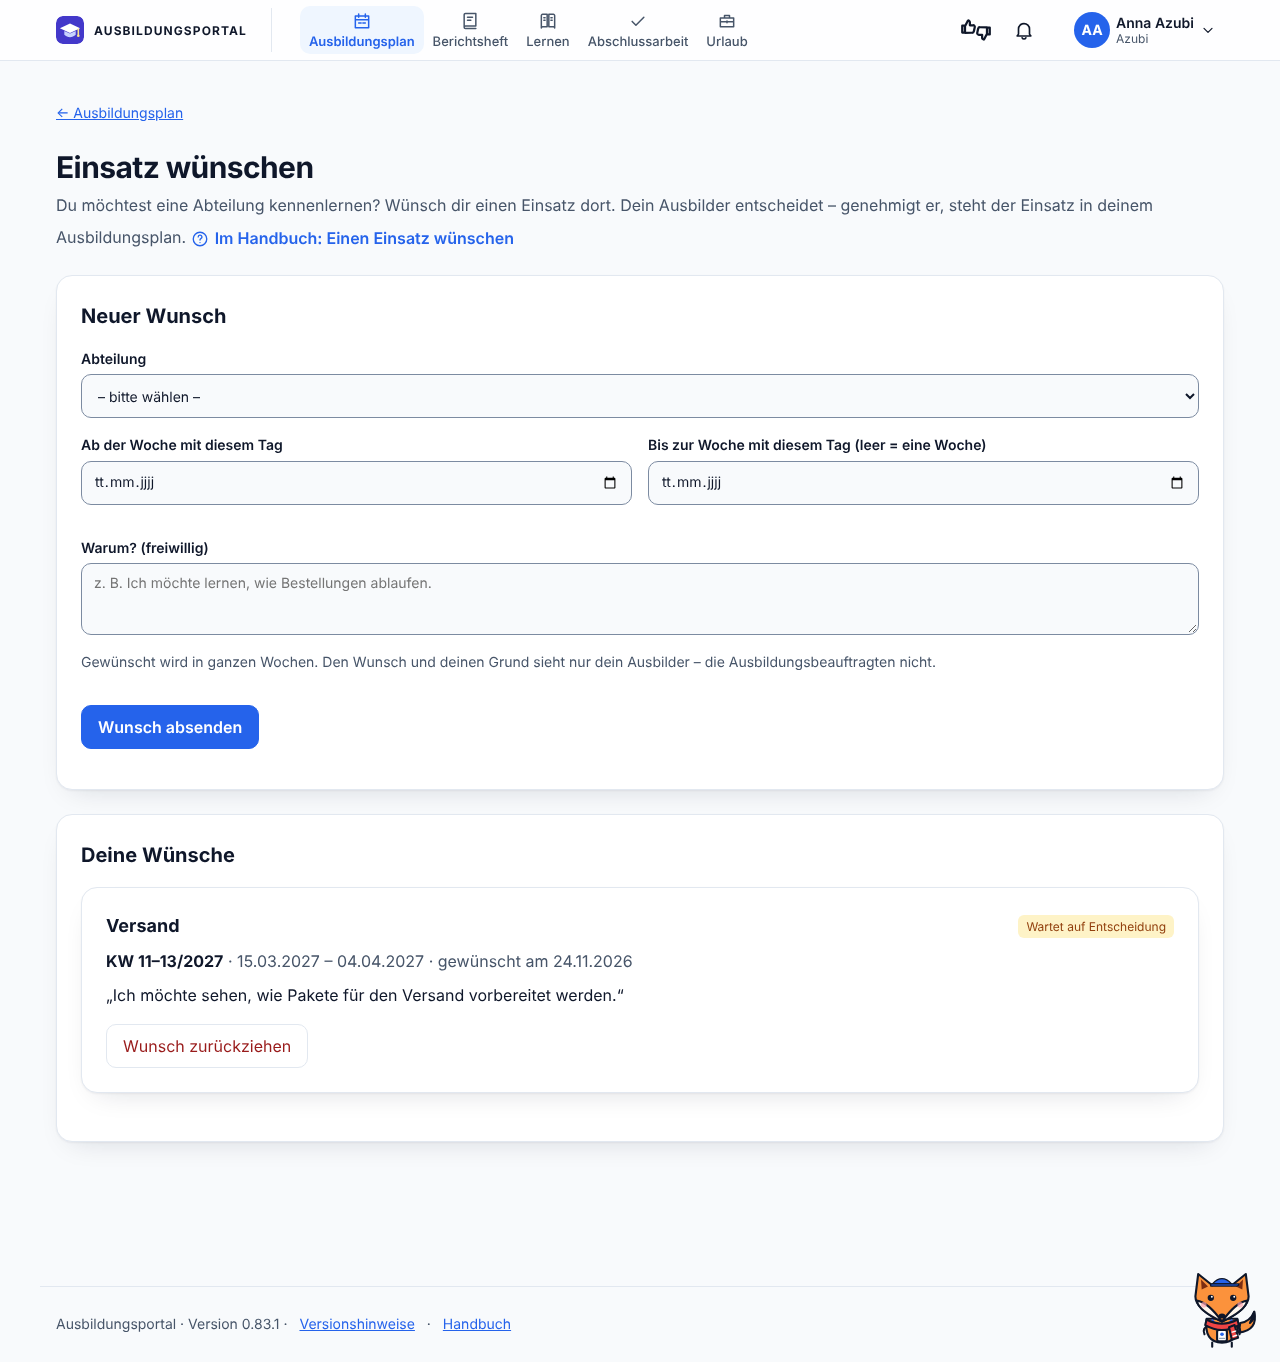 AUSBILDUNGSPORTAL
Ausbildungsplan
Berichtsheft
Lernen
Abschlussarbeit
Urlaub
AA
Anna Azubi
Azubi
← Ausbildungsplan
Einsatz wünschen
Du möchtest eine Abteilung kennenlernen? Wünsch dir einen Einsatz dort. Dein Ausbilder entscheidet – genehmigt er, steht der Einsatz in deinem
Ausbildungsplan. Im Handbuch: Einen Einsatz wünschen
Neuer Wunsch
Abteilung
– bitte wählen –
Ab der Woche mit diesem Tag
Bis zur Woche mit diesem Tag (leer = eine Woche)
tt.mm.jjjj
tt.mm.jjjj
Warum? (freiwillig)
z. B. Ich möchte lernen, wie Bestellungen ablaufen.
Gewünscht wird in ganzen Wochen. Den Wunsch und deinen Grund sieht nur dein Ausbilder – die Ausbildungsbeauftragten nicht.
Wunsch absenden
Deine Wünsche
Versand
Wartet auf Entscheidung
KW 11–13/2027 · 15.03.2027 – 04.04.2027 · gewünscht am 24.11.2026
„Ich möchte sehen, wie Pakete für den Versand vorbereitet werden.“
Wunsch zurückziehen
Ausbildungsportal · Version 0.83.1 · Versionshinweise · Handbuch